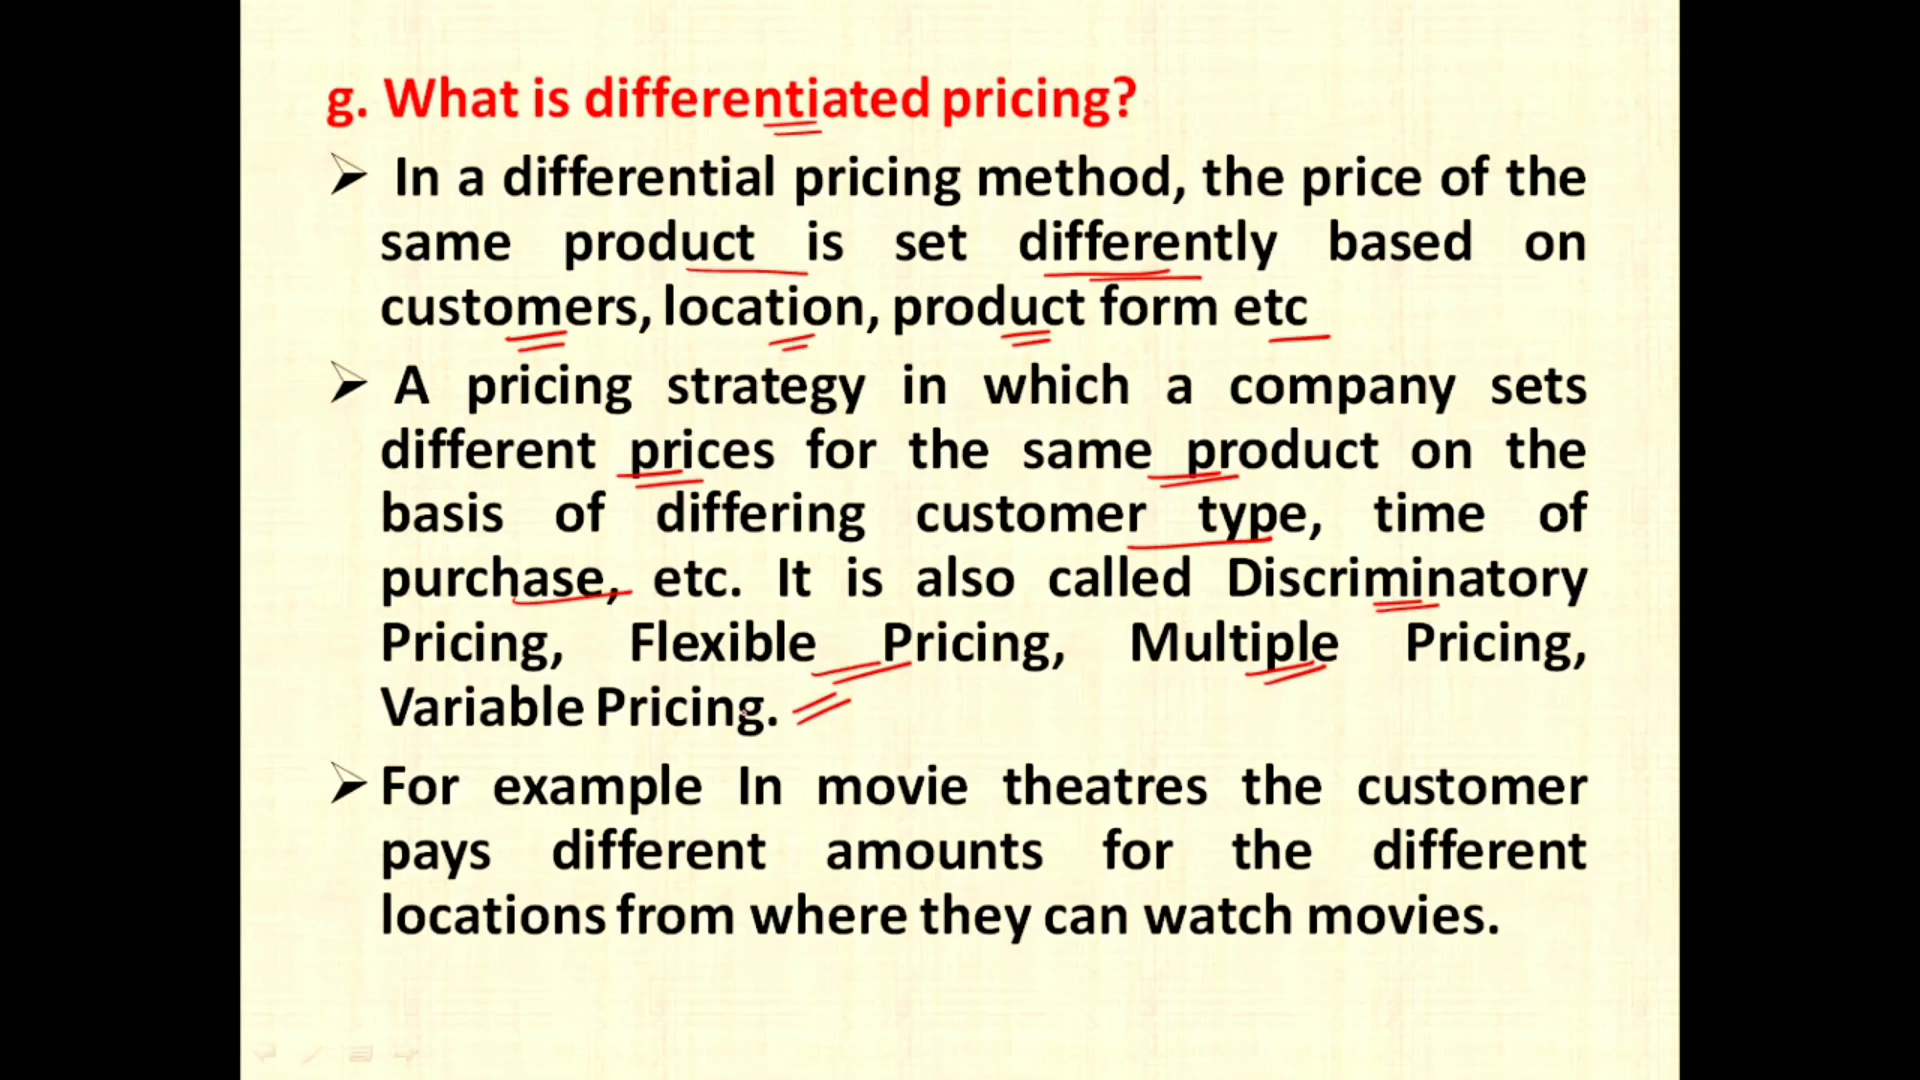 g. What is differentiated pricing?
➢ In a differential pricing method, the price of the
same product is set differently based on
customers, location, product form etc
➢ A pricing strategy in which a company sets
different prices for the same product on the
basis of differing customer type, time of
purchase, etc. It is also called Discriminatory
Pricing, Flexible Pricing, Multiple Pricing,
Variable Pricing.
➢ For example In movie theatres the customer
pays different amounts for the different
locations from where they can watch movies.